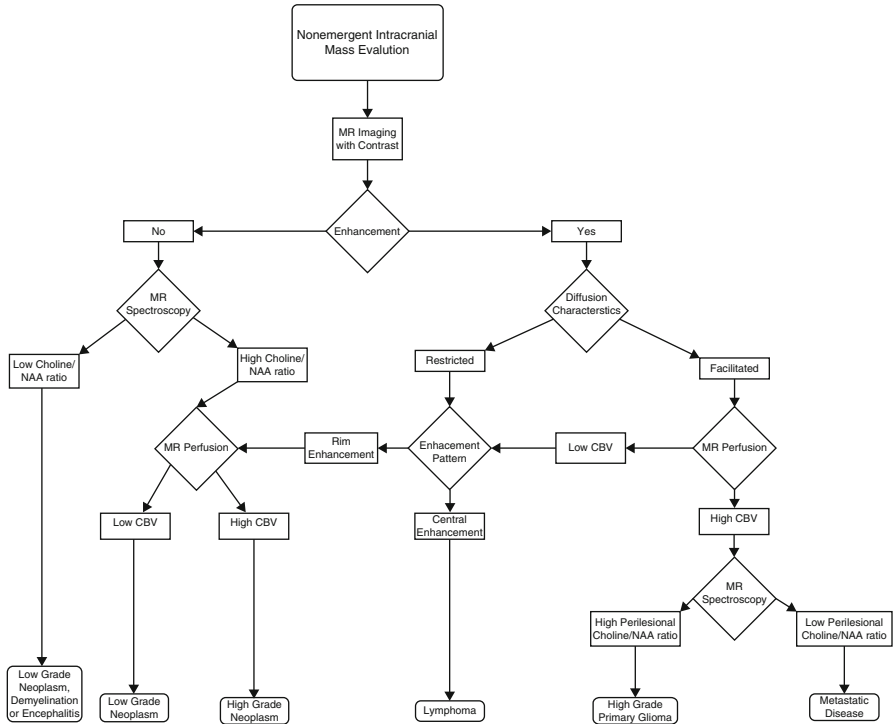 Nonemergent Intracranial
Mass Evalution
MR Imaging
with Contrast
Enhancement
No
Yes
MR
Spectroscopy
Diffusion
Characterstics
Low Choline/
NAA ratio
High Choline/
NAA ratio
Restricted
Facilitated
MR Perfusion
Rim
Enhancement
Enhacement
Pattern
Low CBV
MR Perfusion
Low CBV
High CBV
Central
Enhancement
High CBV
MR
Spectroscopy
High Perilesional
Choline/NAA ratio
Low Perilesional
Choline/NAA ratio
Low Grade
Neoplasm,
Demyelination
or Encephalitis
Low Grade
Neoplasm
High Grade
Neoplasm
Lymphoma
High Grade
Primary Glioma
Metastatic
Disease